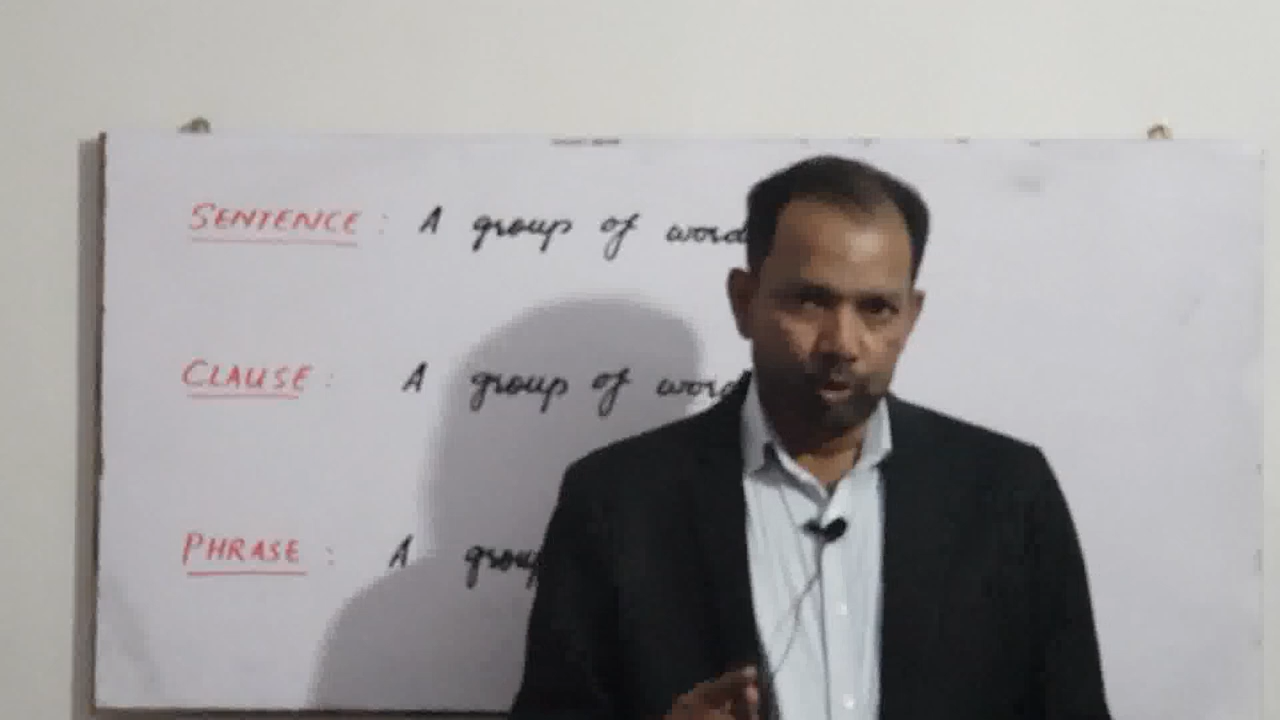 SENTENCE : A group of word
CLAUSE : A group of word
PHRASE : A group